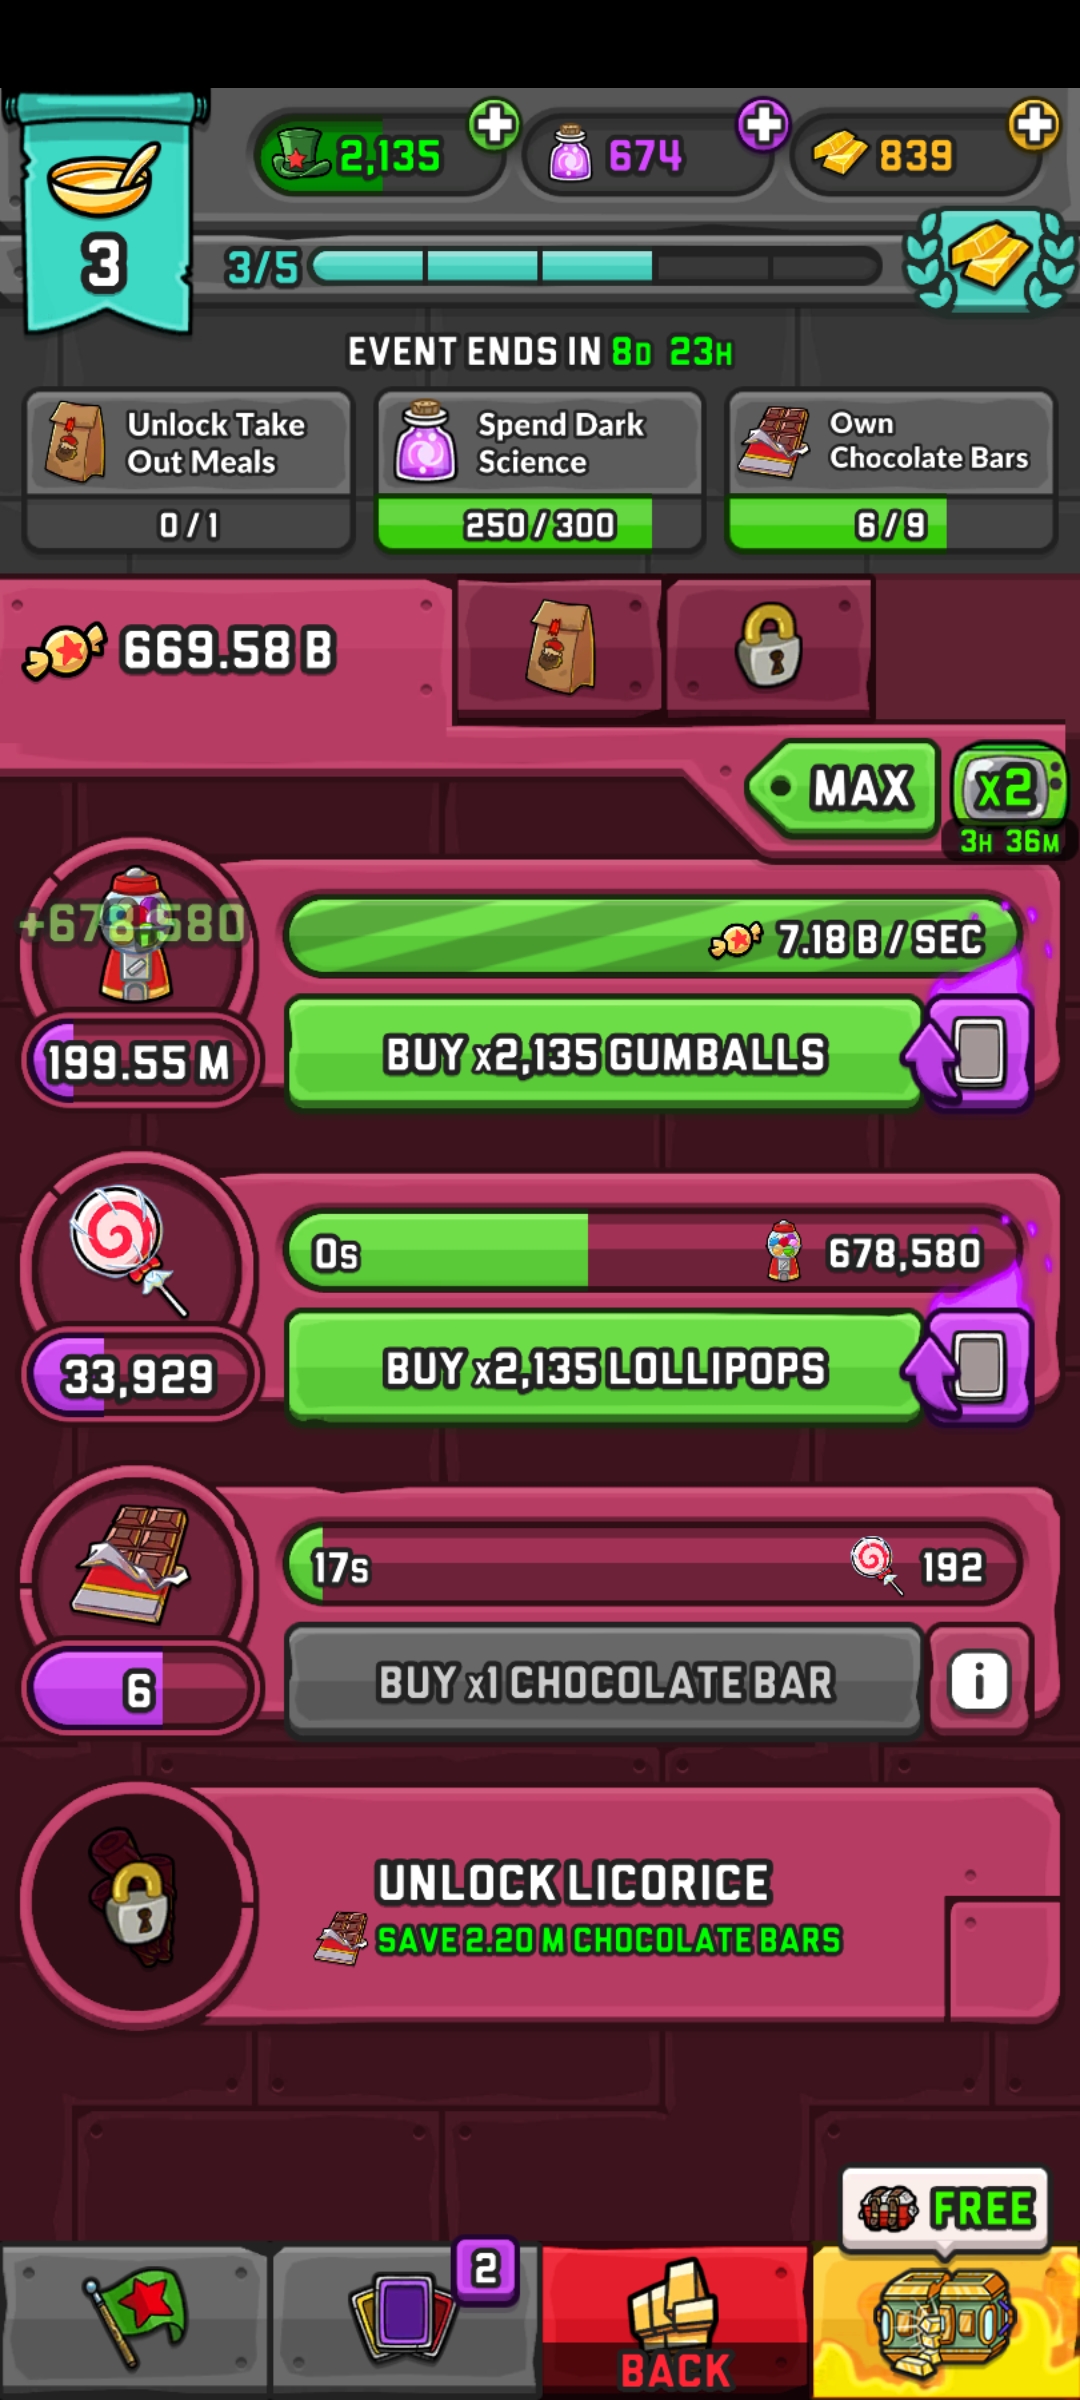 2,135
674
839
3
3/5
EVENT ENDS IN 8D 23H
Unlock Take
Out Meals
0/1
Spend Dark
Science
250/300
Own
Chocolate Bars
6/9
669.58 B
MAX
x2
3H 36M
+678,580
7.18 B / SEC
199.55 M
BUY x2,135 GUMBALLS
0s
678,580
33,929
BUY x2,135 LOLLIPOPS
17s
192
6
BUY x1 CHOCOLATE BAR
i
UNLOCK LICORICE
SAVE 2.20 M CHOCOLATE BARS
FREE
2
BACK